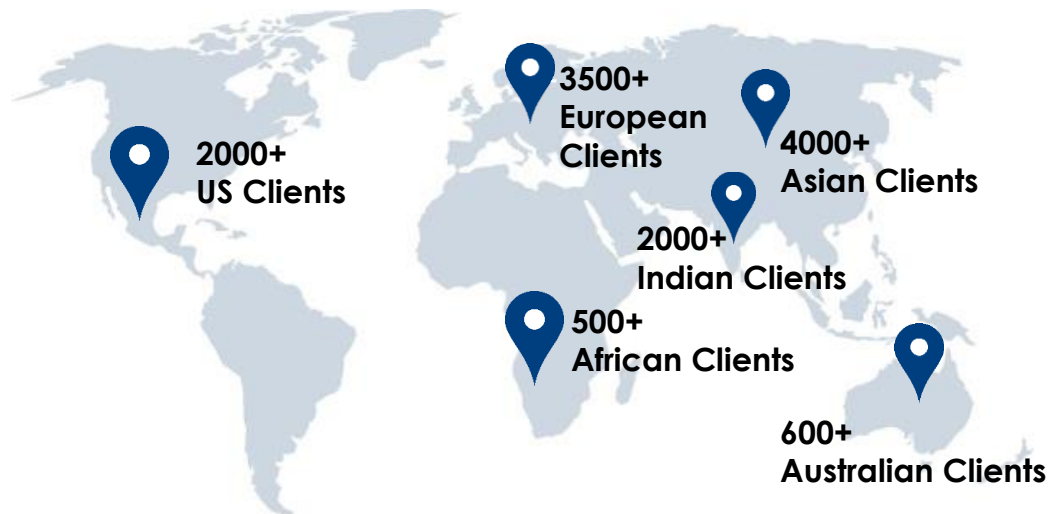 2000+
US Clients
3500+
European
Clients
4000+
Asian Clients
2000+
Indian Clients
500+
African Clients
600+
Australian Clients